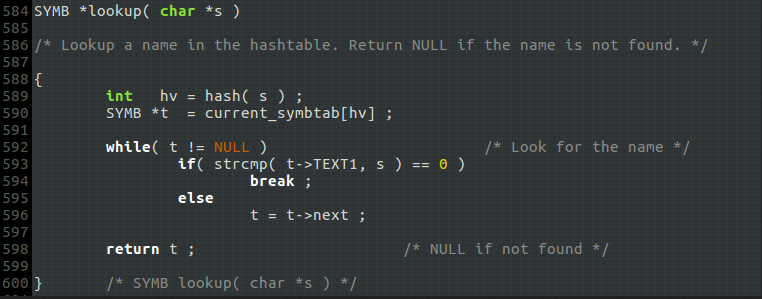 584 SYMB *lookup( char *s )
585
586 /* Lookup a name in the hashtable. Return NULL if the name is not found. */
587
588 {
589         int   hv = hash( s ) ;
590         SYMB *t  = current_symbtab[hv] ;
591
592         while( t != NULL )                        /* Look for the name */
593                 if( strcmp( t->TEXT1, s ) == 0 )
594                         break ;
595                 else
596                         t = t->next ;
597
598         return t ;                       /* NULL if not found */
599
600 }       /* SYMB lookup( char *s ) */